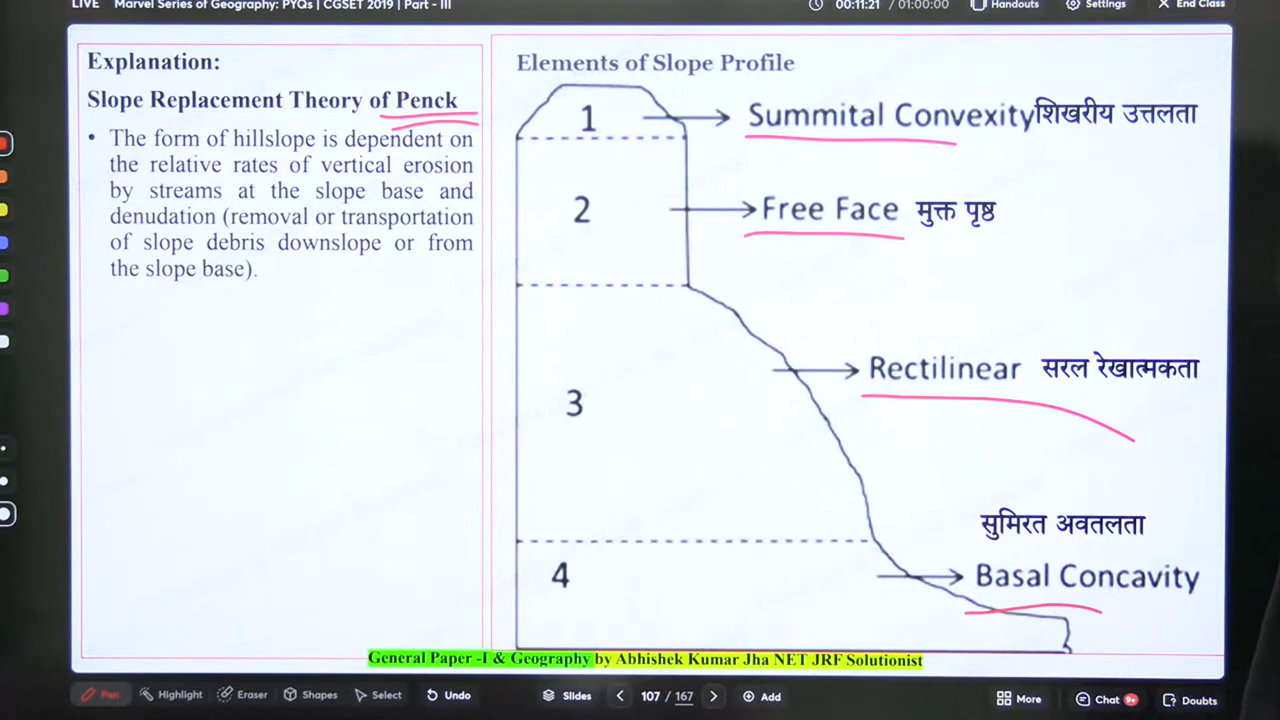 LIVE Marvel Series of Geography: PYQs | CGSET 2019 | Part - III 00:11:21 / 01:00:00 Handouts Settings End Class
Explanation:
Slope Replacement Theory of Penck
• The form of hillslope is dependent on
the relative rates of vertical erosion
by streams at the slope base and
denudation (removal or transportation
of slope debris downslope or from
the slope base).
Elements of Slope Profile
1
Summital Convexity शिखरीय उत्तलता
2
Free Face मुक्त पृष्ठ
Rectilinear सरल रेखात्मकता
3
सुमिरत अवतलता
4
Basal Concavity
General Paper -I & Geography by Abhishek Kumar Jha NET JRF Solutionist
Pen Highlight Eraser Shapes Select Undo Slides 107 / 167 Add More Chat 9+ Doubts